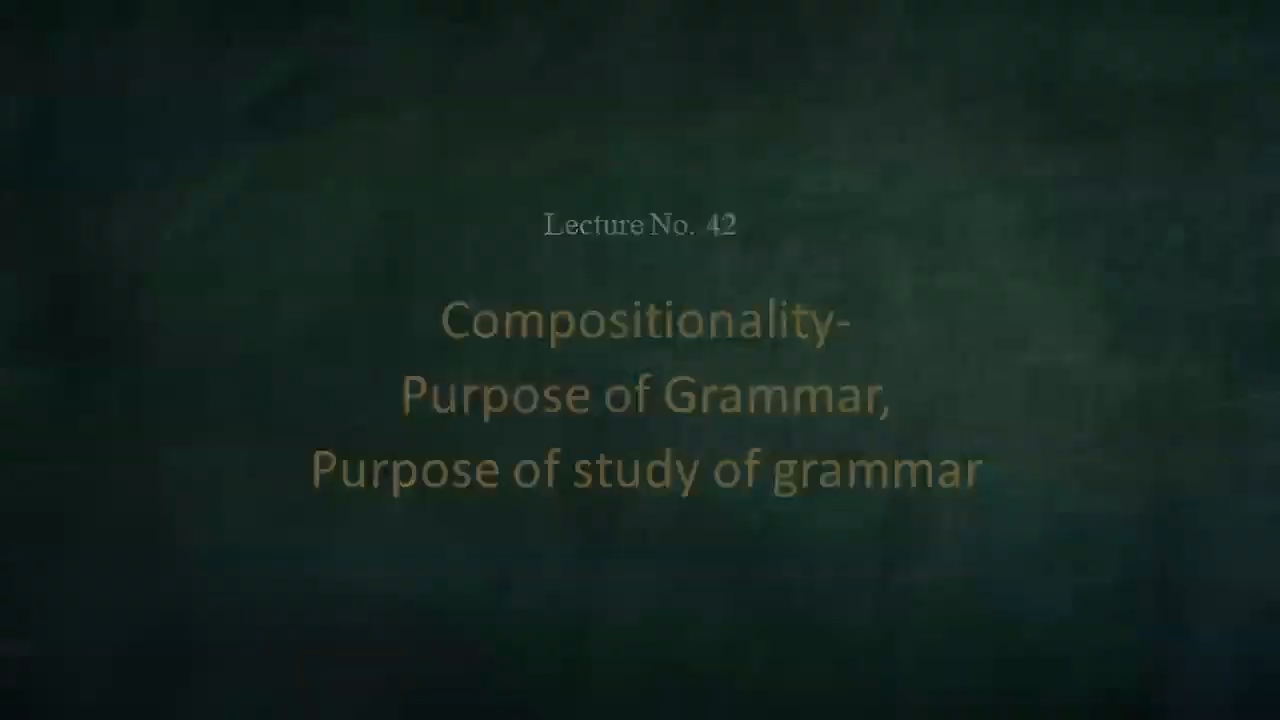 Lecture No. 42
Compositionality-
Purpose of Grammar,
Purpose of study of grammar